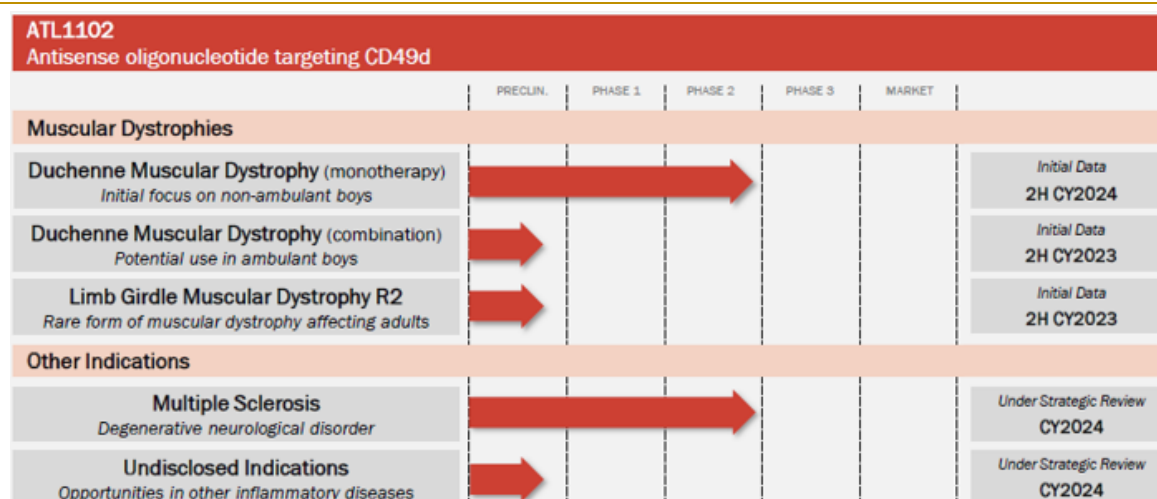 ATL1102
Antisense oligonucleotide targeting CD49d
PRECLIN. PHASE 1 PHASE 2 PHASE 3 MARKET
Muscular Dystrophies
Duchenne Muscular Dystrophy (monotherapy)
Initial focus on non-ambulant boys
Initial Data
2H CY2024
Duchenne Muscular Dystrophy (combination)
Potential use in ambulant boys
Initial Data
2H CY2023
Limb Girdle Muscular Dystrophy R2
Rare form of muscular dystrophy affecting adults
Initial Data
2H CY2023
Other Indications
Multiple Sclerosis
Degenerative neurological disorder
Under Strategic Review
CY2024
Undisclosed Indications
Opportunities in other inflammatory diseases
Under Strategic Review
CY2024